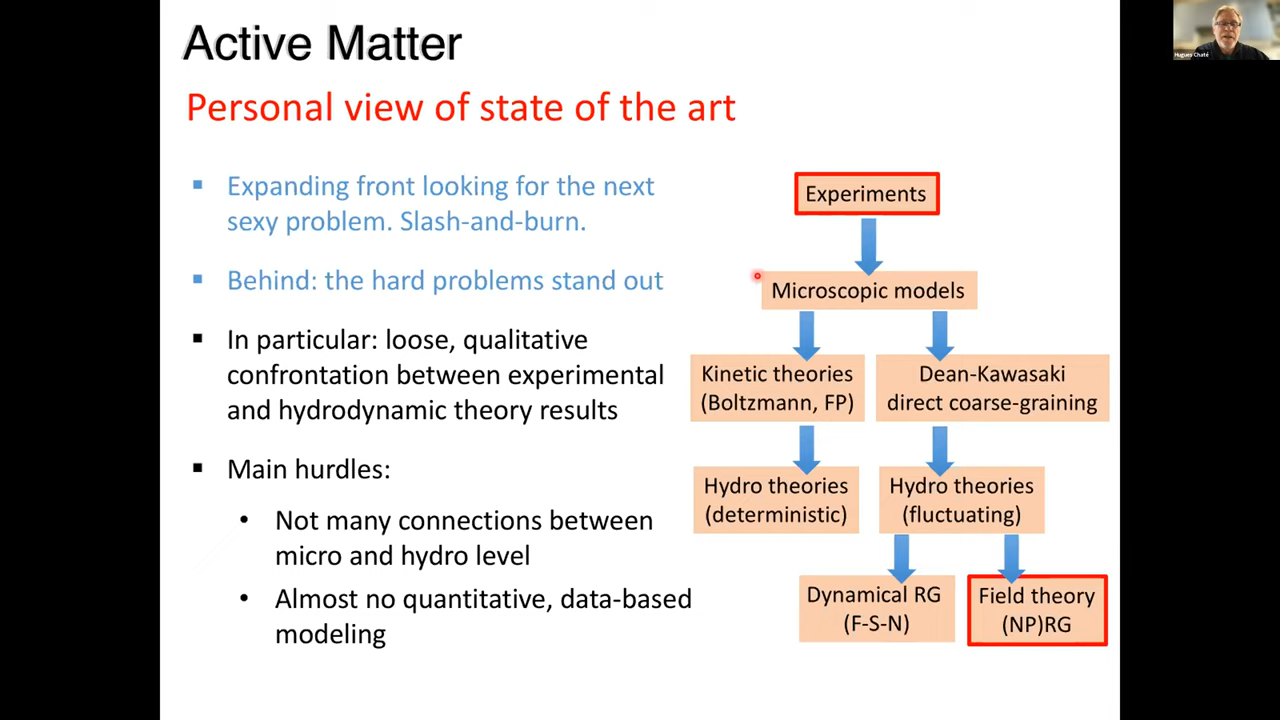 Active Matter
Personal view of state of the art
▪ Expanding front looking for the next
sexy problem. Slash-and-burn.
▪ Behind: the hard problems stand out
▪ In particular: loose, qualitative
confrontation between experimental
and hydrodynamic theory results
▪ Main hurdles:
• Not many connections between
micro and hydro level
• Almost no quantitative, data-based
modeling
Experiments
Microscopic models
Kinetic theories
(Boltzmann, FP)
Dean-Kawasaki
direct coarse-graining
Hydro theories
(deterministic)
Hydro theories
(fluctuating)
Dynamical RG
(F-S-N)
Field theory
(NP)RG
Hugues Chaté